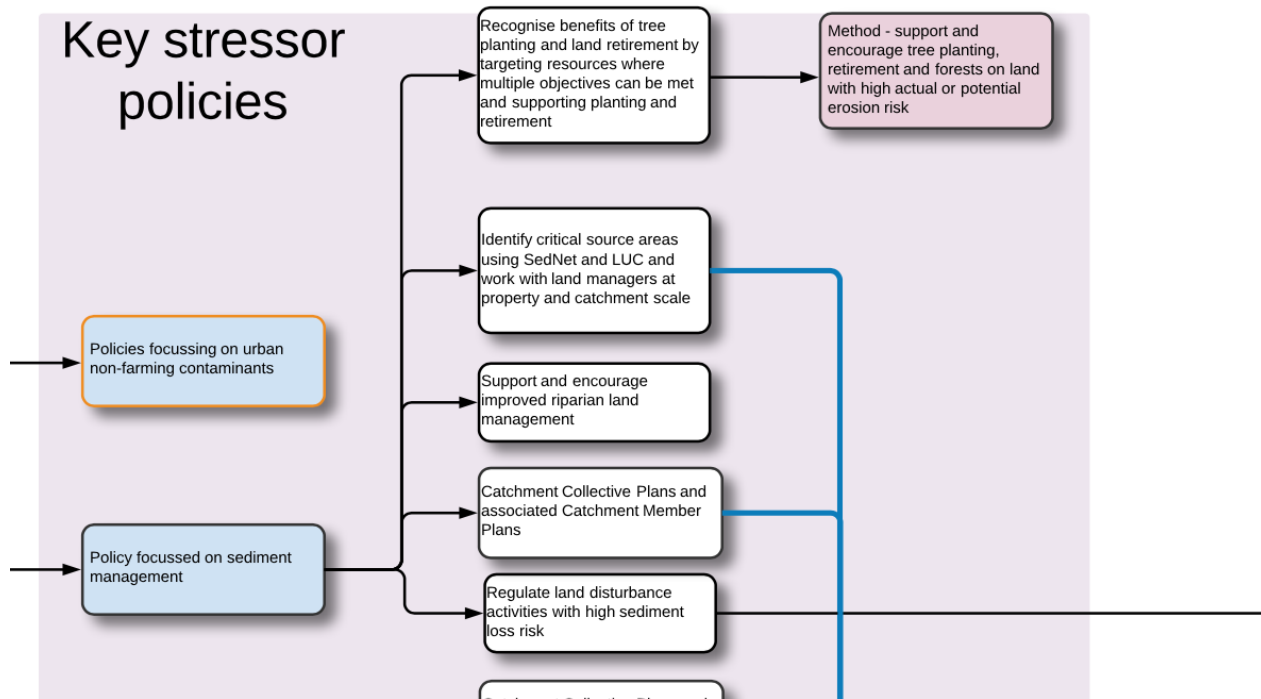 Key stressor
policies
Recognise benefits of tree
planting and land retirement by
targeting resources where
multiple objectives can be met
and supporting planting and
retirement
Method - support and
encourage tree planting,
retirement and forests on land
with high actual or potential
erosion risk
Identify critical source areas
using SedNet and LUC and
work with land managers at
property and catchment scale
Policies focussing on urban
non-farming contaminants
Support and encourage
improved riparian land
management
Catchment Collective Plans and
associated Catchment Member
Plans
Policy focussed on sediment
management
Regulate land disturbance
activities with high sediment
loss risk